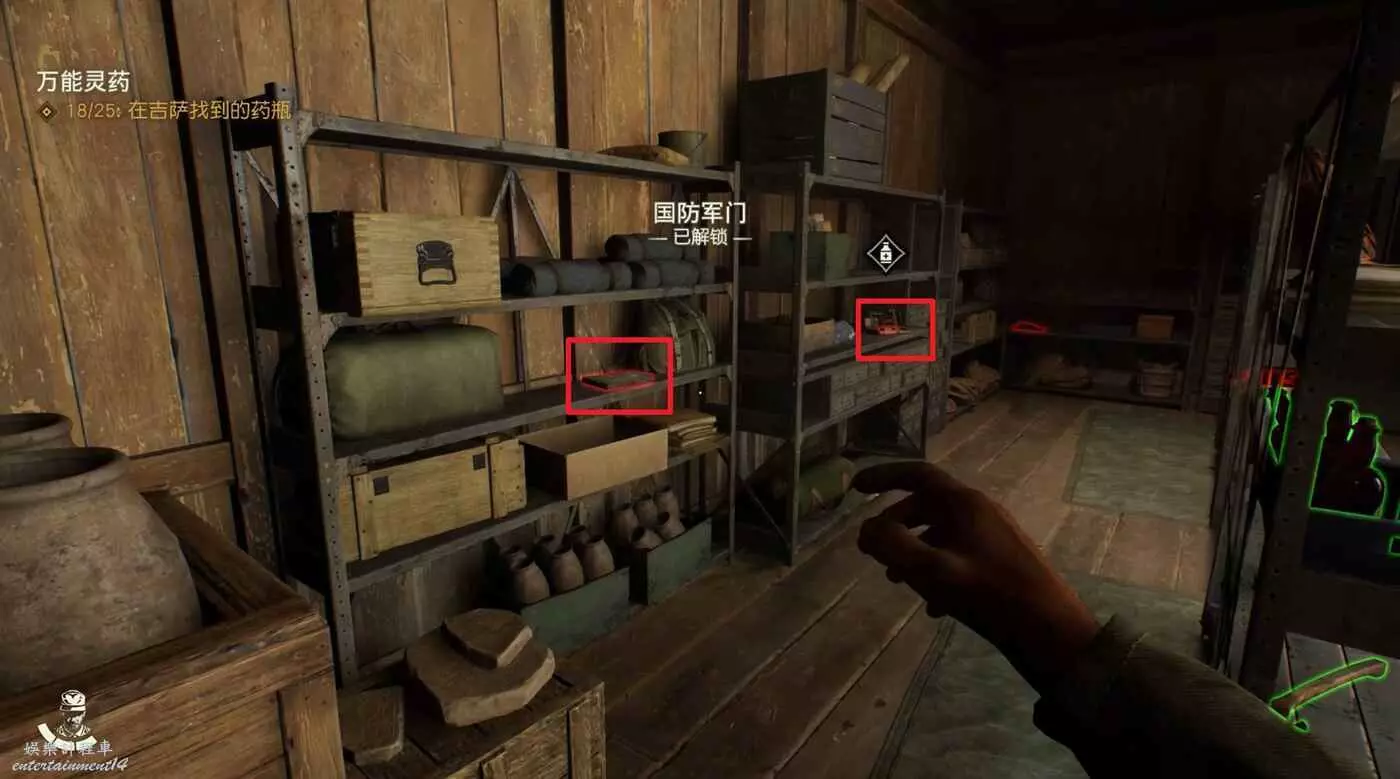 万能灵药
18/25: 在吉萨找到的药瓶
国防军门
已解锁
娛樂計程車
entertainment14